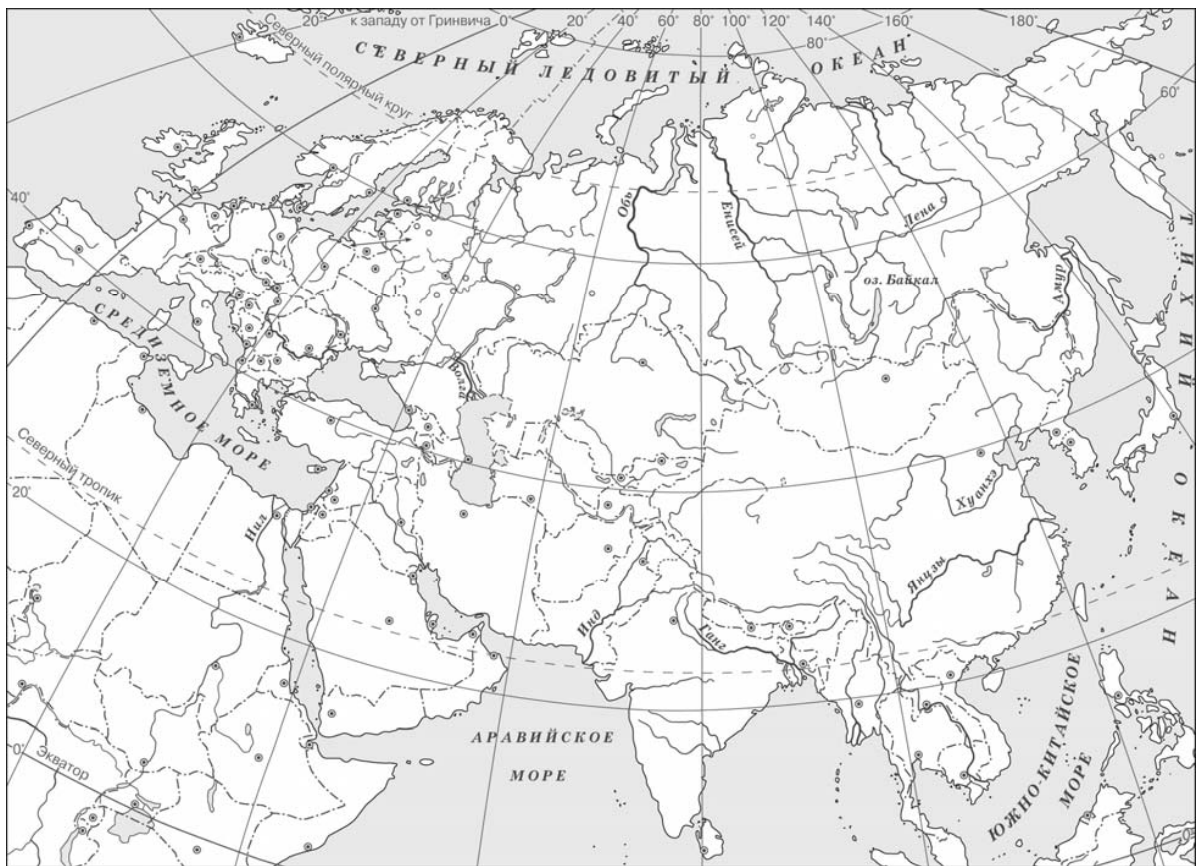 20° к западу от Гринвича 0° 20° 40° 60° 80° 100° 120° 140° 160° 180°
80°
60°
40°
СЕВЕРНЫЙ ЛЕДОВИТЫЙ ОКЕАН
Северный полярный круг
Обь
Енисей
Лена
оз. Байкал
Амур
ТИХИЙ ОКЕАН
СРЕДИЗЕМНОЕ МОРЕ
Волга
Северный тропик
20°
Нил
Хуанхэ
Янцзы
Инд
Ганг
АРАВИЙСКОЕ
МОРЕ
ЮЖНО-КИТАЙСКОЕ
МОРЕ
Экватор
0°